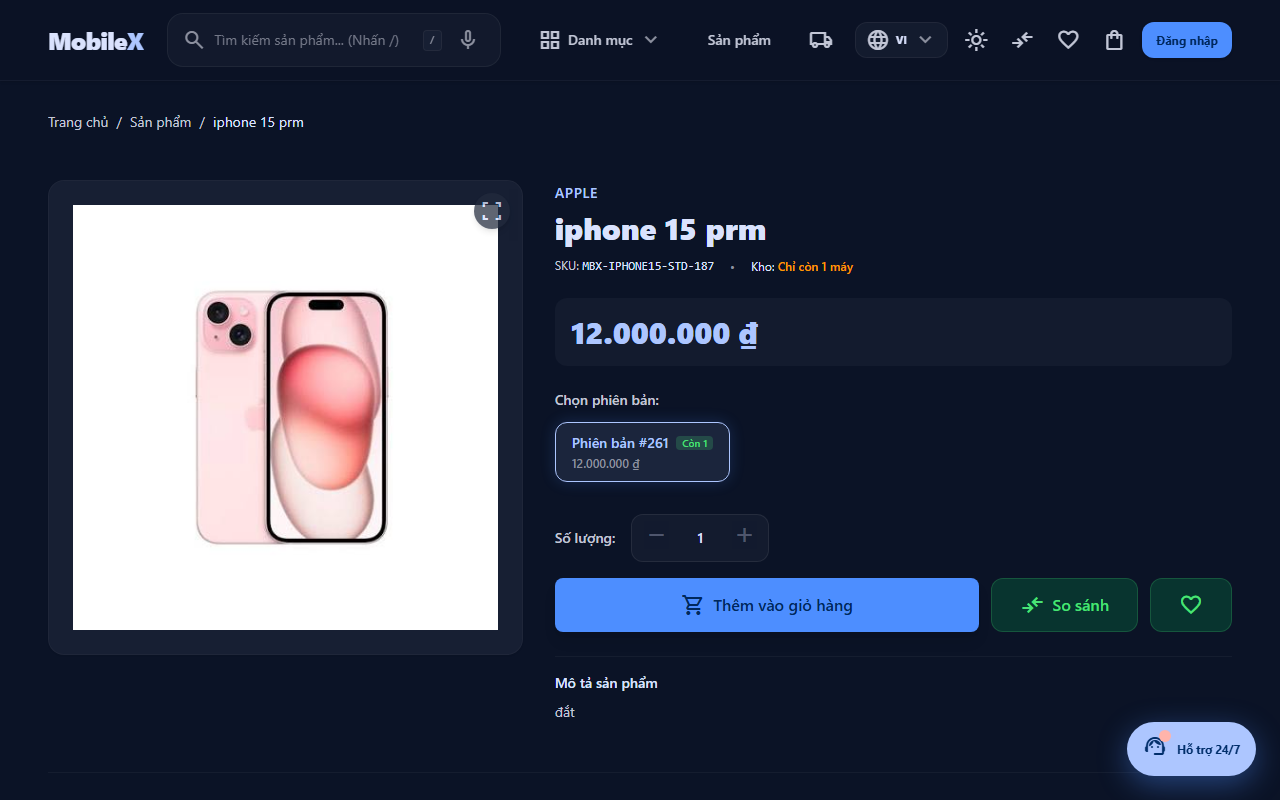 MobileX
Tìm kiếm sản phẩm... (Nhấn /)
/
Danh mục
Sản phẩm
VI
Đăng nhập
Trang chủ / Sản phẩm / iphone 15 prm
APPLE
iphone 15 prm
SKU: MBX-IPHONE15-STD-187 • Kho: Chỉ còn 1 máy
12.000.000 ₫
Chọn phiên bản:
Phiên bản #261 Còn 1
12.000.000 ₫
Số lượng: − 1 +
Thêm vào giỏ hàng
So sánh
Mô tả sản phẩm
đắt
Hỗ trợ 24/7